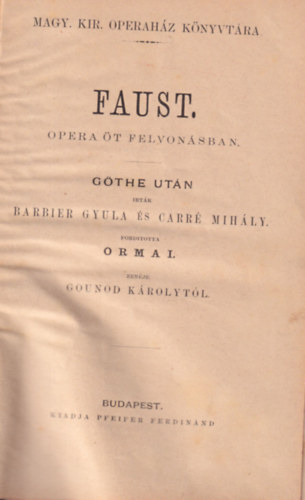 MAGY. KIR. OPERAHÁZ KÖNYVTÁRA
FAUST.
OPERA ÖT FELVONÁSBAN.
GÖTHE UTÁN
IRTÁK
BARBIER GYULA ÉS CARRÉ MIHÁLY.
FORDITOTTA
ORMAI.
ZENÉJE
GOUNOD KÁROLYTÓL.
BUDAPEST.
KIADJA PFEIFER FERDINAND